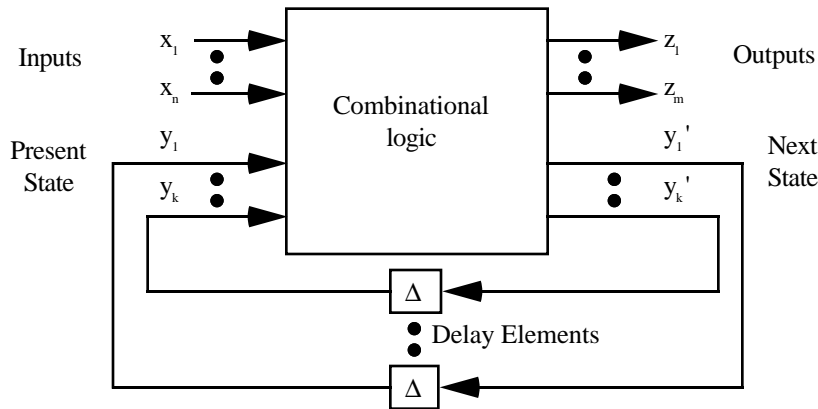 Inputs
x₁
xₙ
Present
State
y₁
yₖ
Combinational
logic
z₁
zₘ
Outputs
y₁'
yₖ'
Next
State
Δ
Delay Elements
Δ